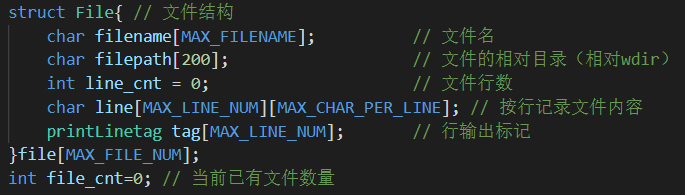 struct File{ // 文件结构
    char filename[MAX_FILENAME];         // 文件名
    char filepath[200];                  // 文件的相对目录（相对wdir）
    int line_cnt = 0;                    // 文件行数
    char line[MAX_LINE_NUM][MAX_CHAR_PER_LINE]; // 按行记录文件内容
    printLinetag tag[MAX_LINE_NUM];      // 行输出标记
}file[MAX_FILE_NUM];
int file_cnt=0; // 当前已有文件数量